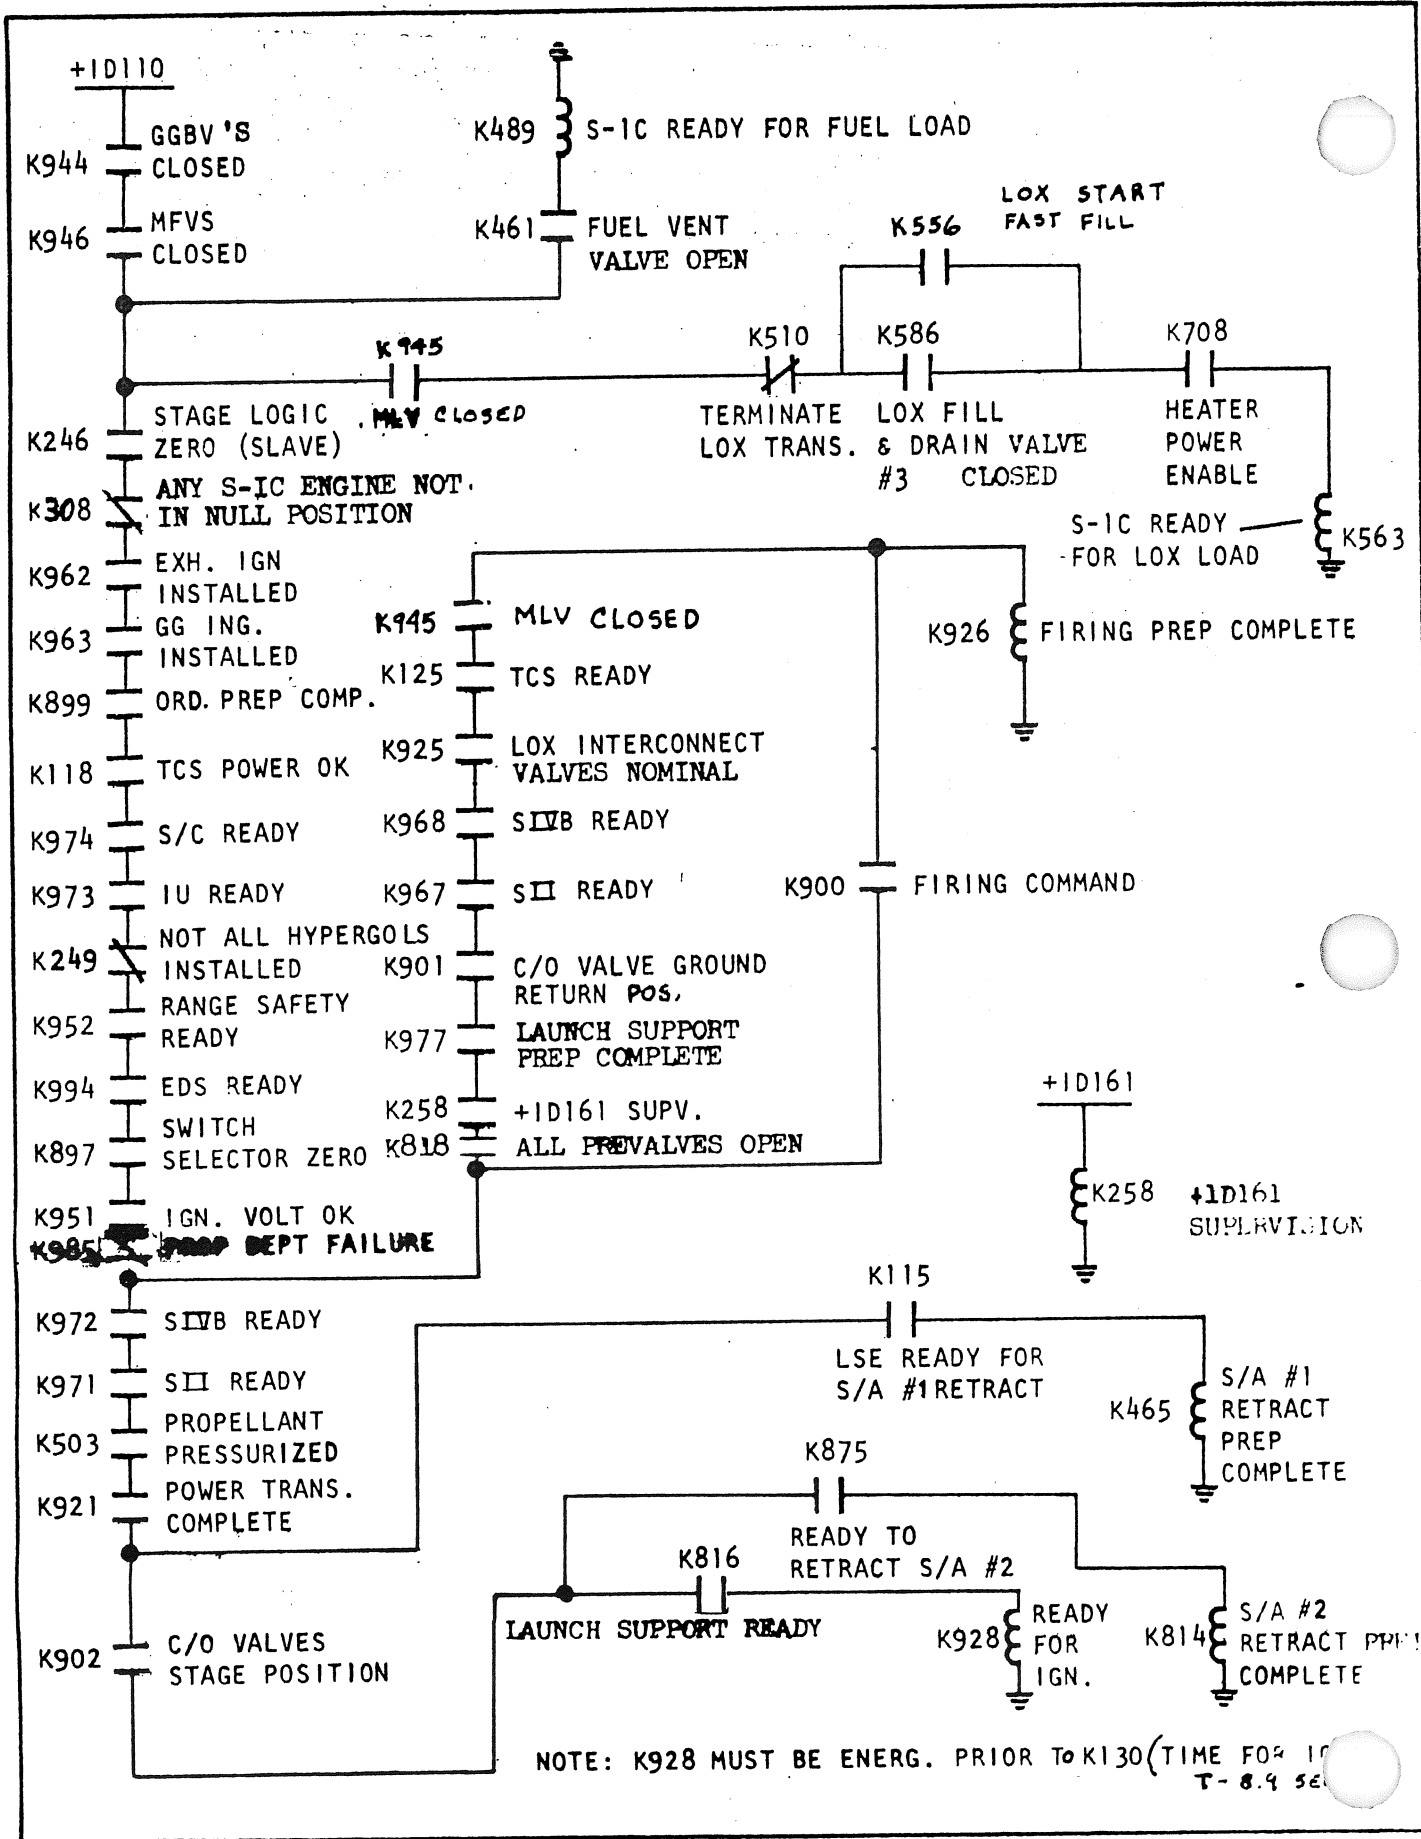 +1D110
K944
GGBV'S
CLOSED
K946
MFVS
CLOSED
K489
S-1C READY FOR FUEL LOAD
K461
FUEL VENT
VALVE OPEN
LOX START
FAST FILL
K556
K945
MLV CLOSED
K510
TERMINATE
LOX TRANS.
K586
LOX FILL
& DRAIN VALVE
#3 CLOSED
K708
HEATER
POWER
ENABLE
S-1C READY
FOR LOX LOAD
K563
K246
STAGE LOGIC
ZERO (SLAVE)
K308
ANY S-IC ENGINE NOT.
IN NULL POSITION
K962
EXH. IGN
INSTALLED
K963
GG ING.
INSTALLED
K899
ORD. PREP COMP.
K118
TCS POWER OK
K974
S/C READY
K973
IU READY
K249
NOT ALL HYPERGOLS
INSTALLED
K952
RANGE SAFETY
READY
K994
EDS READY
K897
SWITCH
SELECTOR ZERO
K951
IGN. VOLT OK
K985
DEPT FAILURE
K945
MLV CLOSED
K125
TCS READY
K925
LOX INTERCONNECT
VALVES NOMINAL
K968
SIVB READY
K967
SII READY
K901
C/O VALVE GROUND
RETURN POS.
K977
LAUNCH SUPPORT
PREP COMPLETE
K258
+1D161 SUPV.
K818
ALL PREVALVES OPEN
K926
FIRING PREP COMPLETE
K900
FIRING COMMAND
+1D161
K258
+1D161
SUPERVISION
K972
SIVB READY
K971
SII READY
K503
PROPELLANT
PRESSURIZED
K921
POWER TRANS.
COMPLETE
K115
LSE READY FOR
S/A #1 RETRACT
K465
S/A #1
RETRACT
PREP
COMPLETE
K875
READY TO
RETRACT S/A #2
K816
LAUNCH SUPPORT READY
K928
READY
FOR
IGN.
K814
S/A #2
RETRACT
COMPLETE
K902
C/O VALVES
STAGE POSITION
NOTE: K928 MUST BE ENERG. PRIOR TO K130 (TIME FOR
T- 8.9